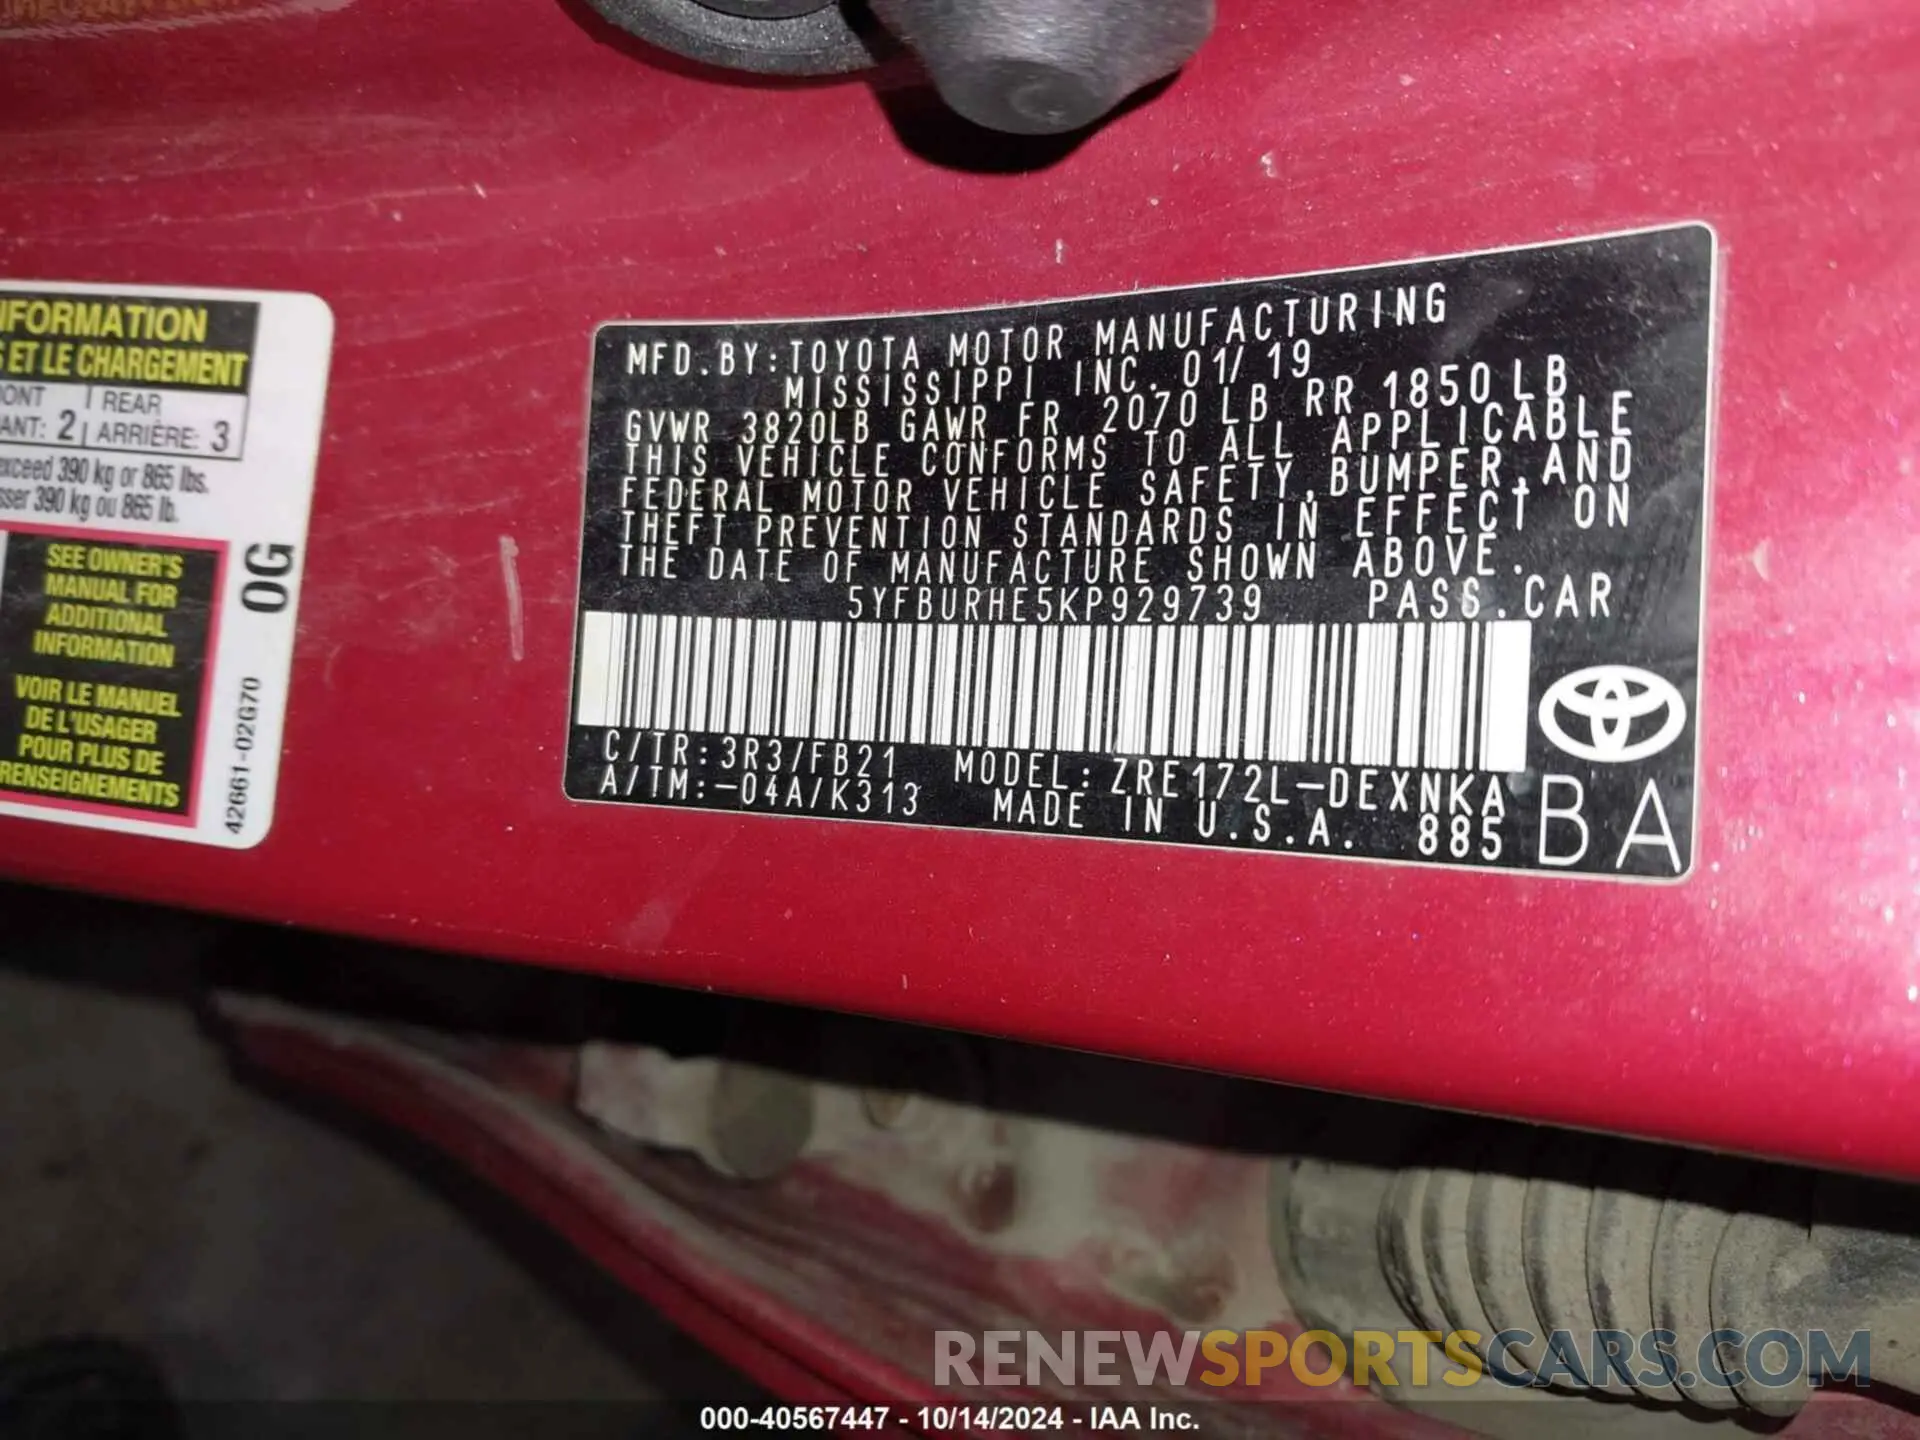 NFORMATION
S ET LE CHARGEMENT
ONT REAR
ANT: 2 ARRIÈRE: 3
exceed 390 kg or 865 lbs.
sser 390 kg ou 865 lb.
SEE OWNER'S
MANUAL FOR
ADDITIONAL
INFORMATION
VOIR LE MANUEL
DE L'USAGER
POUR PLUS DE
RENSEIGNEMENTS
0G
42661-02G70
MFD.BY:TOYOTA MOTOR MANUFACTURING
MISSISSIPPI INC. 01/19
GVWR 3820LB GAWR FR 2070LB RR 1850LB
THIS VEHICLE CONFORMS TO ALL APPLICABLE
FEDERAL MOTOR VEHICLE SAFETY, BUMPER, AND
THEFT PREVENTION STANDARDS IN EFFECT ON
THE DATE OF MANUFACTURE SHOWN ABOVE.
5YFBURHE5KP929739 PASS.CAR
C/TR:3R3/FB21 MODEL:ZRE172L-DEXNKA
A/TM:-04A/K313 MADE IN U.S.A. 885
BA
RENEWSPORTSCARS.COM
000-40567447 - 10/14/2024 - IAA Inc.